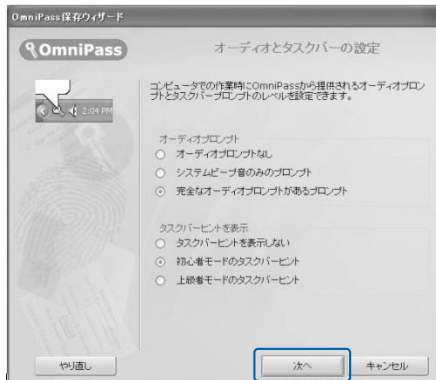 OmniPass保存ウィザード
OmniPass
オーディオとタスクバーの設定
2:04 PM
コンピュータでの作業時にOmniPassから提供されるオーディオプロン
プトとタスクバープロンプトのレベルを設定できます。
オーディオプロンプト
オーディオプロンプトなし
システムビープ音のみのプロンプト
完全なオーディオプロンプトがあるプロンプト
タスクバーヒントを表示
タスクバーヒントを表示しない
初心者モードのタスクバーヒント
上級者モードのタスクバーヒント
やり直し
次へ
キャンセル